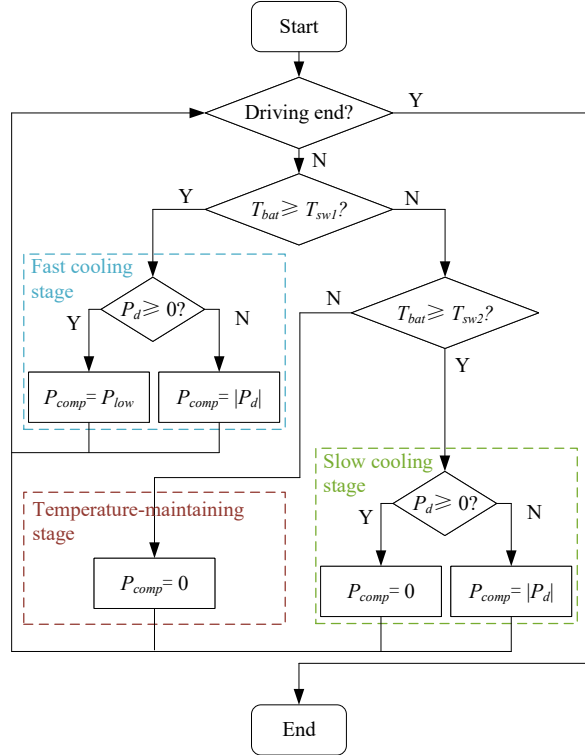 Start
Driving end?
Y
N
T_bat ≥ T_sw1?
Y
N
Fast cooling
stage
P_d ≥ 0?
Y
N
P_comp = P_low
P_comp = |P_d|
T_bat ≥ T_sw2?
N
Y
Slow cooling
stage
P_d ≥ 0?
Y
N
P_comp = 0
P_comp = |P_d|
Temperature-maintaining
stage
P_comp = 0
End